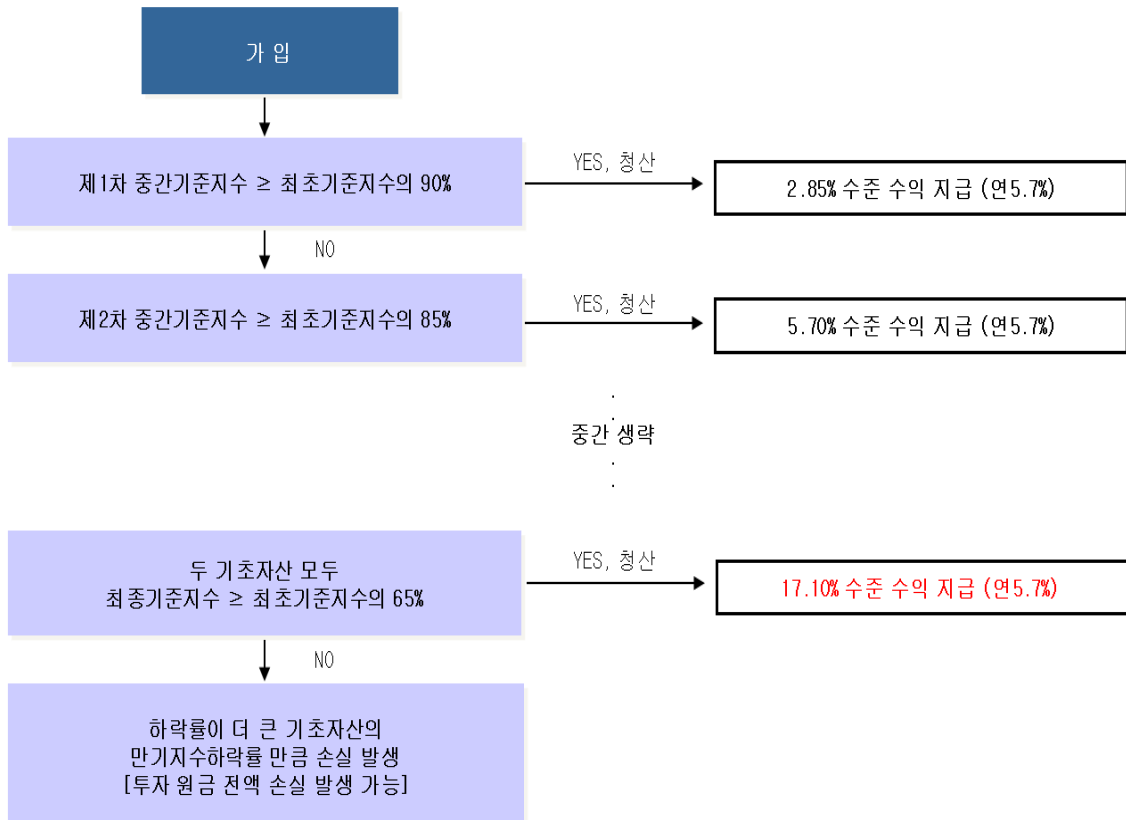 가 입
제1차 중간기준지수 ≥ 최초기준지수의 90%
YES, 청산
2.85% 수준 수익 지급 (연5.7%)
NO
제2차 중간기준지수 ≥ 최초기준지수의 85%
YES, 청산
5.70% 수준 수익 지급 (연5.7%)
.
.
중간 생략
.
.
두 기초자산 모두
최종기준지수 ≥ 최초기준지수의 65%
YES, 청산
17.10% 수준 수익 지급 (연5.7%)
NO
하락률이 더 큰 기초자산의
만기지수하락률 만큼 손실 발생
[투자 원금 전액 손실 발생 가능]